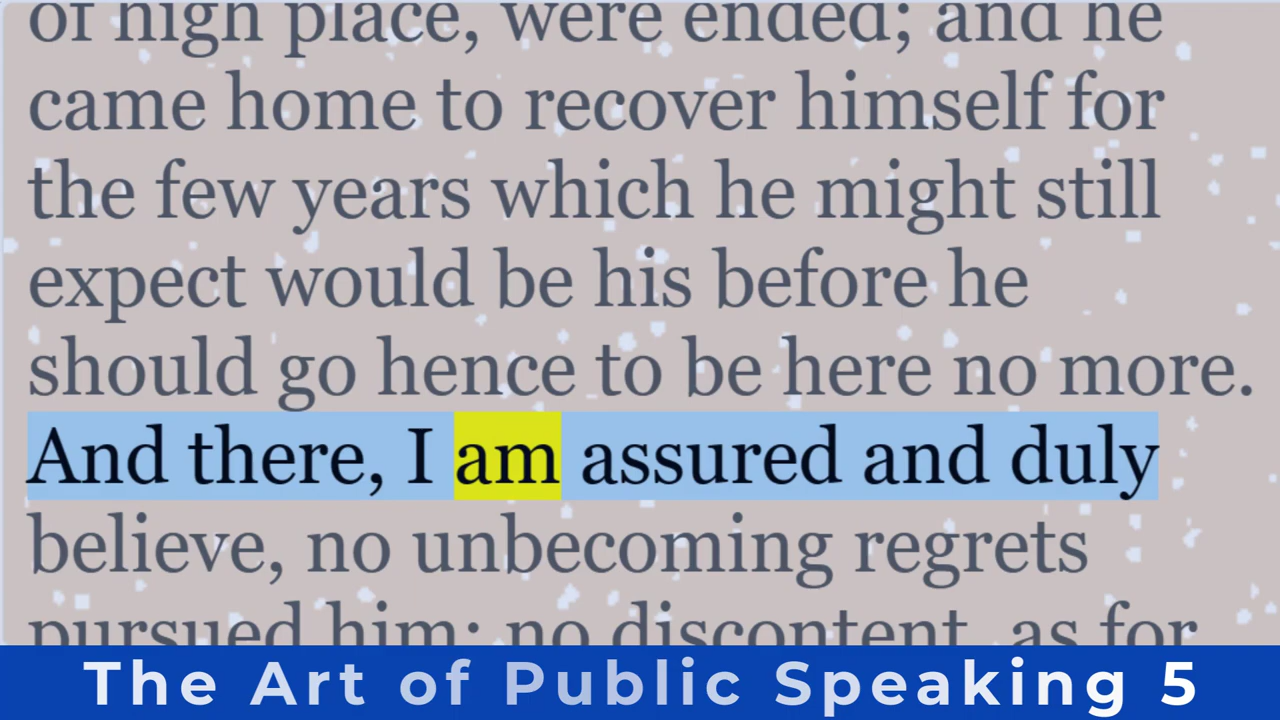 of high place, were ended; and he
came home to recover himself for
the few years which he might still
expect would be his before he
should go hence to be here no more.
And there, I am assured and duly
believe, no unbecoming regrets
pursued him; no discontent, as for
The Art of Public Speaking 5